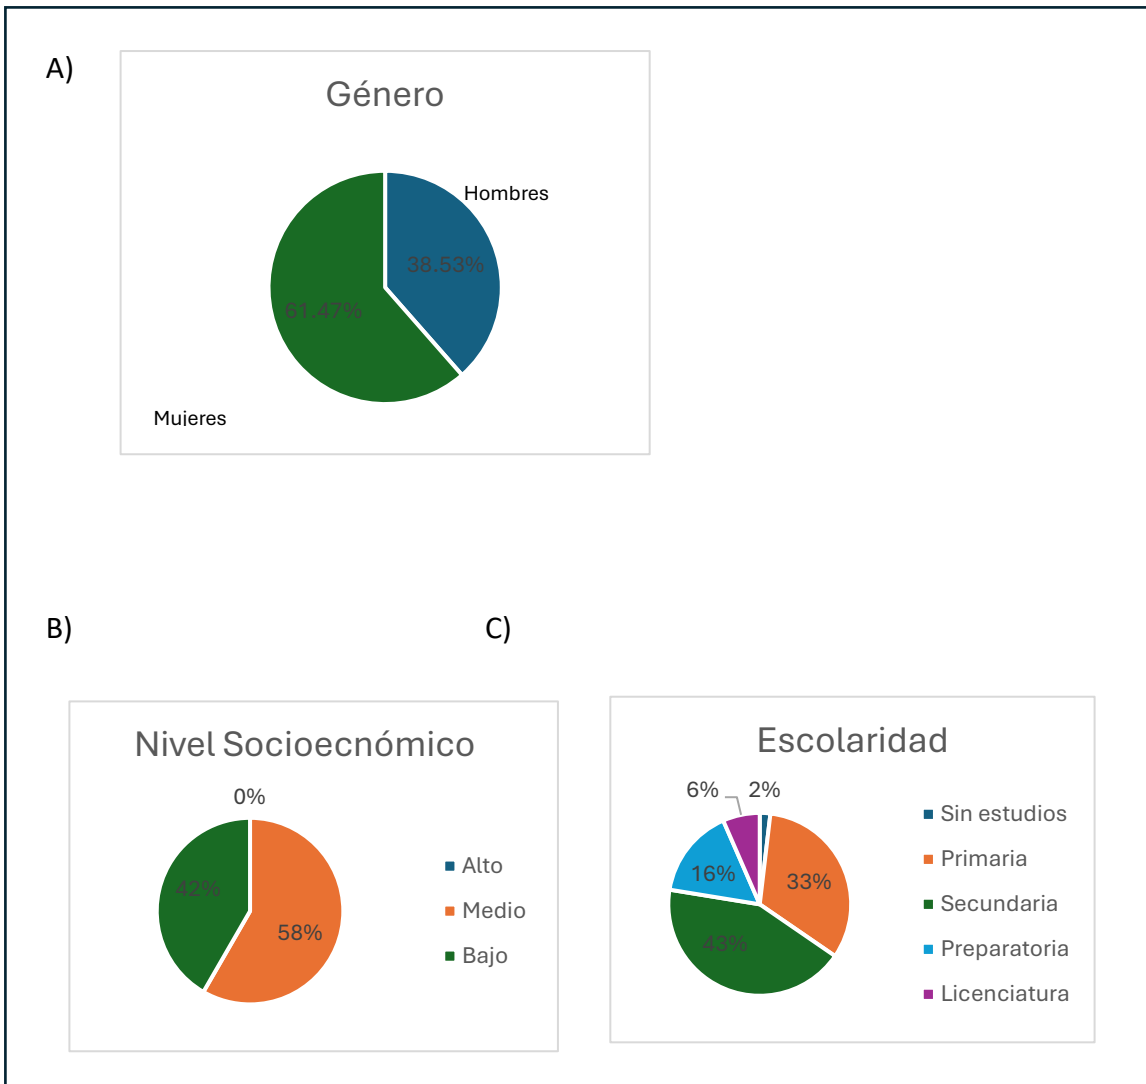 A)
Género
Hombres
38.53%
61.47%
Mujeres
B)
C)
Nivel Socioecnómico
0%
42%
58%
Alto
Medio
Bajo
Escolaridad
6%
2%
16%
33%
43%
Sin estudios
Primaria
Secundaria
Preparatoria
Licenciatura